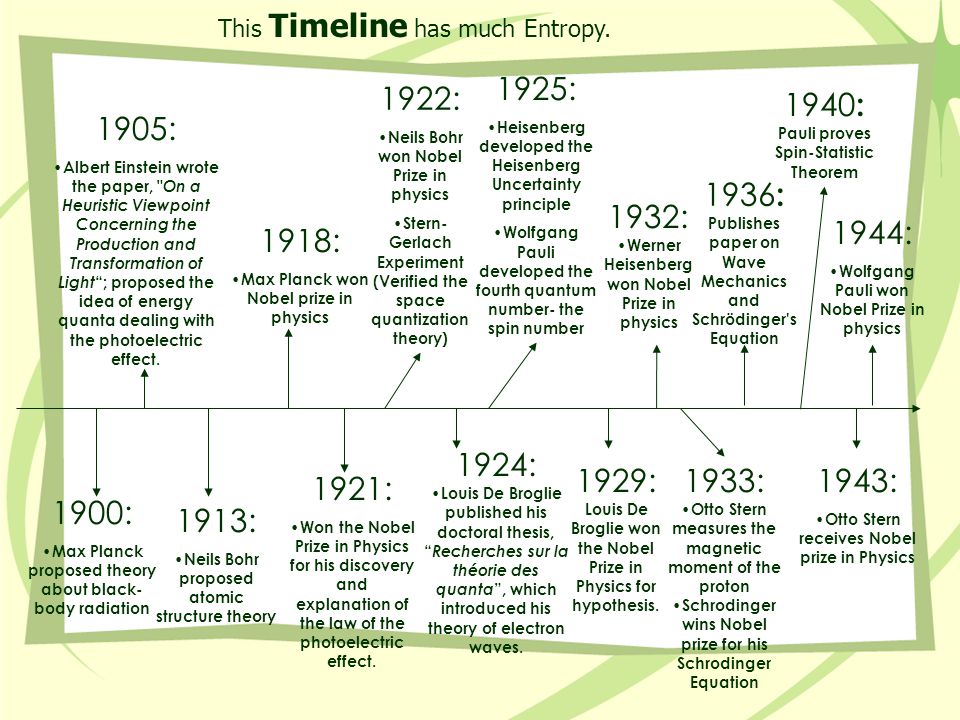 This Timeline has much Entropy.
1905:
•Albert Einstein wrote
the paper, "On a
Heuristic Viewpoint
Concerning the
Production and
Transformation of
Light“; proposed the
idea of energy
quanta dealing with
the photoelectric
effect.
1918:
•Max Planck won
Nobel prize in
physics
1922:
•Neils Bohr
won Nobel
Prize in
physics
•Stern-
Gerlach
Experiment
(Verified the
space
quantization
theory)
1925:
•Heisenberg
developed the
Heisenberg
Uncertainty
principle
•Wolfgang
Pauli
developed the
fourth quantum
number- the
spin number
1932:
•Werner
Heisenberg
won Nobel
Prize in
physics
1936:
Publishes
paper on
Wave
Mechanics
and
Schrödinger's
Equation
1940:
Pauli proves
Spin-Statistic
Theorem
1944:
•Wolfgang
Pauli won
Nobel Prize in
physics
1900:
•Max Planck
proposed theory
about black-
body radiation
1913:
•Neils Bohr
proposed
atomic
structure theory
1921:
•Won the Nobel
Prize in Physics
for his discovery
and
explanation of
the law of the
photoelectric
effect.
1924:
•Louis De Broglie
published his
doctoral thesis,
“Recherches sur la
théorie des
quanta”, which
introduced his
theory of electron
waves.
1929:
Louis De
Broglie won
the Nobel
Prize in
Physics for
hypothesis.
1933:
•Otto Stern
measures the
magnetic
moment of the
proton
•Schrodinger
wins Nobel
prize for his
Schrodinger
Equation
1943:
•Otto Stern
receives Nobel
prize in Physics